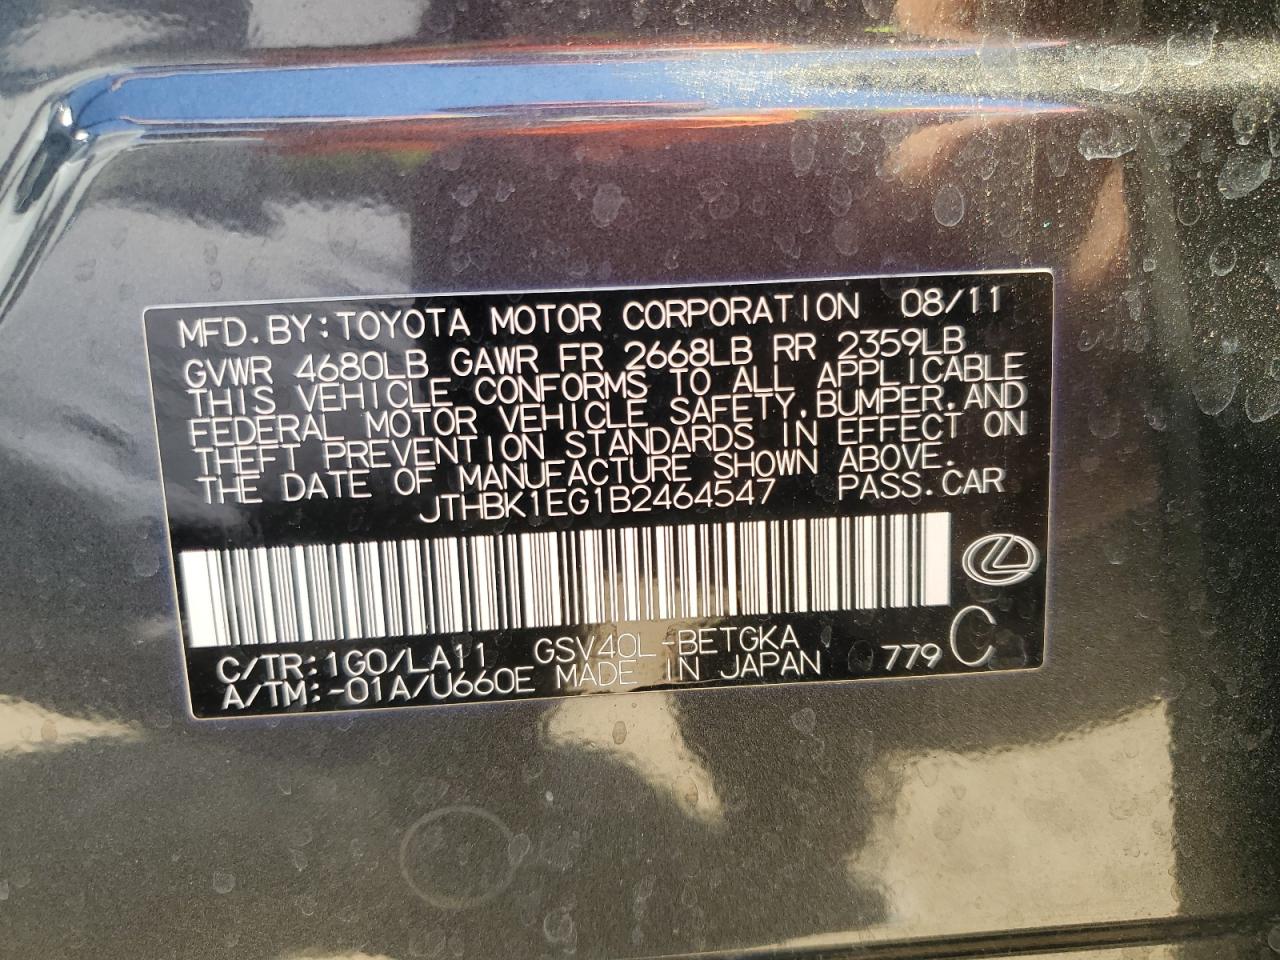 MFD.BY:TOYOTA MOTOR CORPORATION 08/11
GVWR 4680LB GAWR FR 2668LB RR 2359LB
THIS VEHICLE CONFORMS TO ALL APPLICABLE
FEDERAL MOTOR VEHICLE SAFETY,BUMPER,AND
THEFT PREVENTION STANDARDS IN EFFECT ON
THE DATE OF MANUFACTURE SHOWN ABOVE.
JTHBK1EG1B2464547 PASS.CAR
C/TR:1G0/LA11 GSV40L-BETGKA
A/TM:-01A/U660E MADE IN JAPAN 779 C